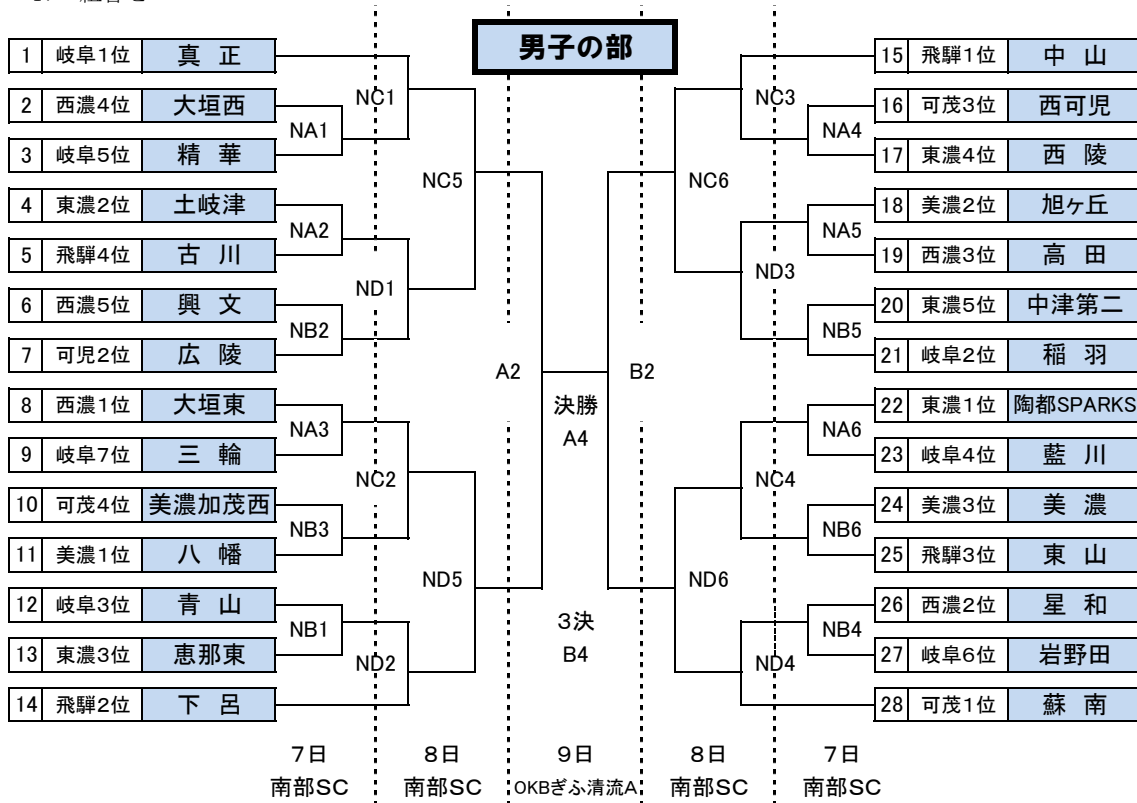 男子の部
1 岐阜1位 真 正
2 西濃4位 大垣西
3 岐阜5位 精 華
4 東濃2位 土岐津
5 飛騨4位 古 川
6 西濃5位 興 文
7 可児2位 広 陵
8 西濃1位 大垣東
9 岐阜7位 三 輪
10 可茂4位 美濃加茂西
11 美濃1位 八 幡
12 岐阜3位 青 山
13 東濃3位 恵那東
14 飛騨2位 下 呂
NA1
NA2
NB2
NA3
NB3
NB1
NC1
ND1
NC2
ND2
NC5
ND5
A2
決勝
A4
3決
B4
B2
NC6
ND6
NC3
ND3
NC4
ND4
NA4
NA5
NB5
NA6
NB6
NB4
15 飛騨1位 中 山
16 可茂3位 西可児
17 東濃4位 西 陵
18 美濃2位 旭ヶ丘
19 西濃3位 高 田
20 東濃5位 中津第二
21 岐阜2位 稲 羽
22 東濃1位 陶都SPARKS
23 岐阜4位 藍 川
24 美濃3位 美 濃
25 飛騨3位 東 山
26 西濃2位 星 和
27 岐阜6位 岩野田
28 可茂1位 蘇 南
7日 8日 9日 8日 7日
南部SC 南部SC OKBぎふ清流A 南部SC 南部SC